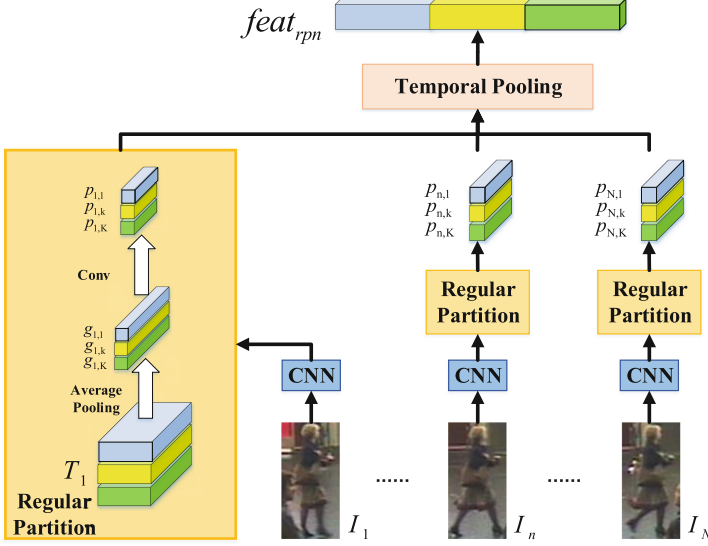 feat_rpn
Temporal Pooling
p_1,1
p_1,k
p_1,K
Conv
g_1,1
g_1,k
g_1,K
Average
Pooling
T_1
Regular
Partition
p_n,1
p_n,k
p_n,K
Regular
Partition
p_N,1
p_N,k
p_N,K
Regular
Partition
CNN
CNN
CNN
......
......
I_1
I_n
I_N